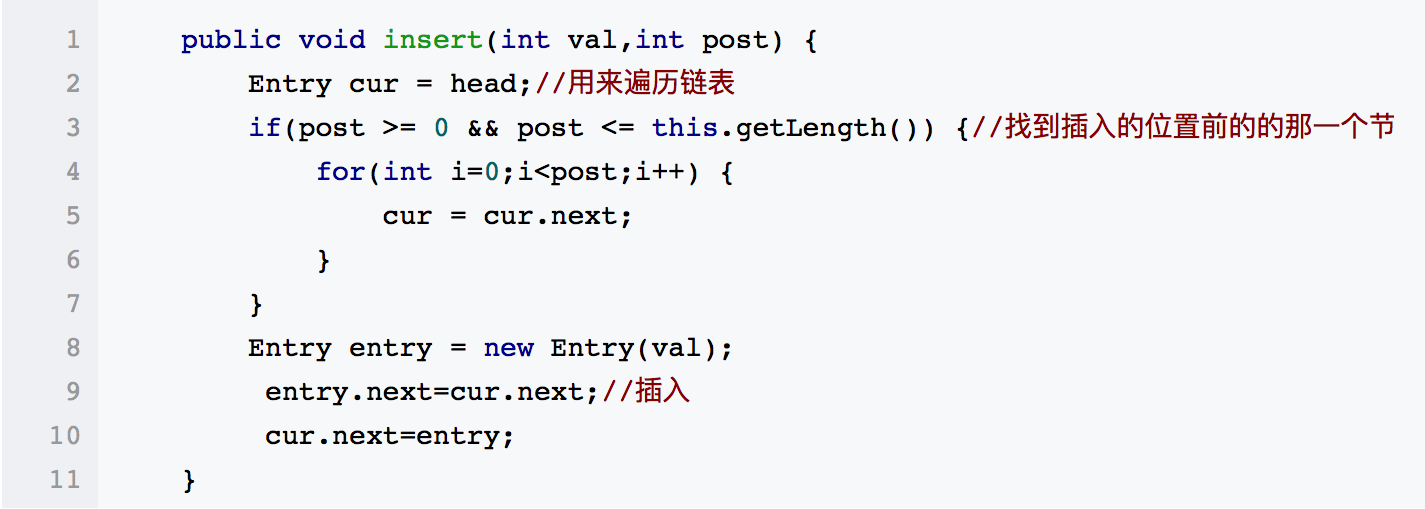 1 public void insert(int val,int post) {
2 Entry cur = head;//用来遍历链表
3 if(post >= 0 && post <= this.getLength()) {//找到插入的位置前的的那一个节
4 for(int i=0;i<post;i++) {
5 cur = cur.next;
6 }
7 }
8 Entry entry = new Entry(val);
9 entry.next=cur.next;//插入
10 cur.next=entry;
11 }